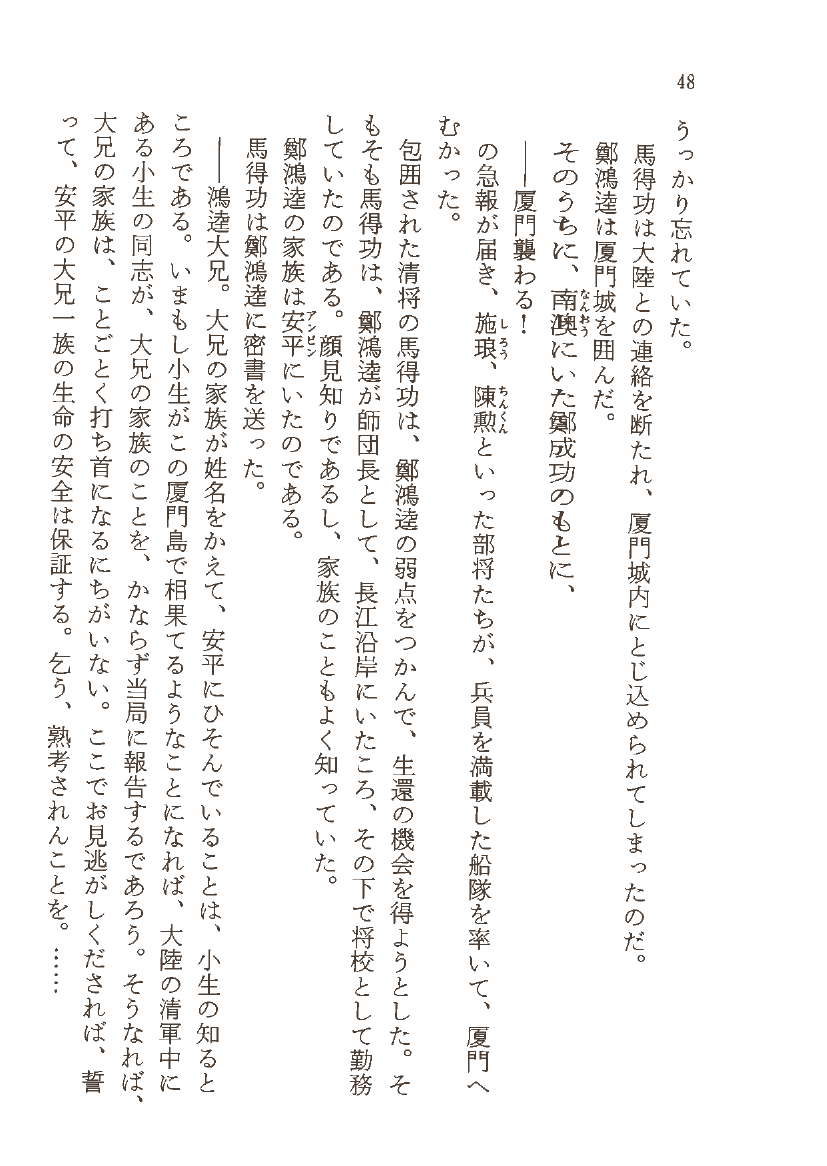 48
うっかり忘れていた。
馬得功は大陸との連絡を断たれ、厦門城内にとじ込められてしまったのだ。
鄭鴻逵は厦門城を囲んだ。
そのうちに、南澳にいた鄭成功のもとに、
なんおう
――厦門襲わる！
の急報が届き、施琅、陳勲といった部将たちが、兵員を満載した船隊を率いて、厦門へ
しろう
ちんくん
むかった。
包囲された清将の馬得功は、鄭鴻逵の弱点をつかんで、生還の機会を得ようとした。そ
もそも馬得功は、鄭鴻逵が師団長として、長江沿岸にいたころ、その下で将校として勤務
していたのである。顔見知りであるし、家族のこともよく知っていた。
鄭鴻逵の家族は安平にいたのである。
アンピン
馬得功は鄭鴻逵に密書を送った。
――鴻逵大兄。大兄の家族が姓名をかえて、安平にひそんでいることは、小生の知ると
ころである。いまもし小生がこの厦門島で相果てるようなことになれば、大陸の清軍中に
ある小生の同志が、大兄の家族のことを、かならず当局に報告するであろう。そうなれば、
大兄の家族は、ことごとく打ち首になるにちがいない。ここでお見逃がしくだされば、誓
って、安平の大兄一族の生命の安全は保証する。乞う、熟考されんことを。……